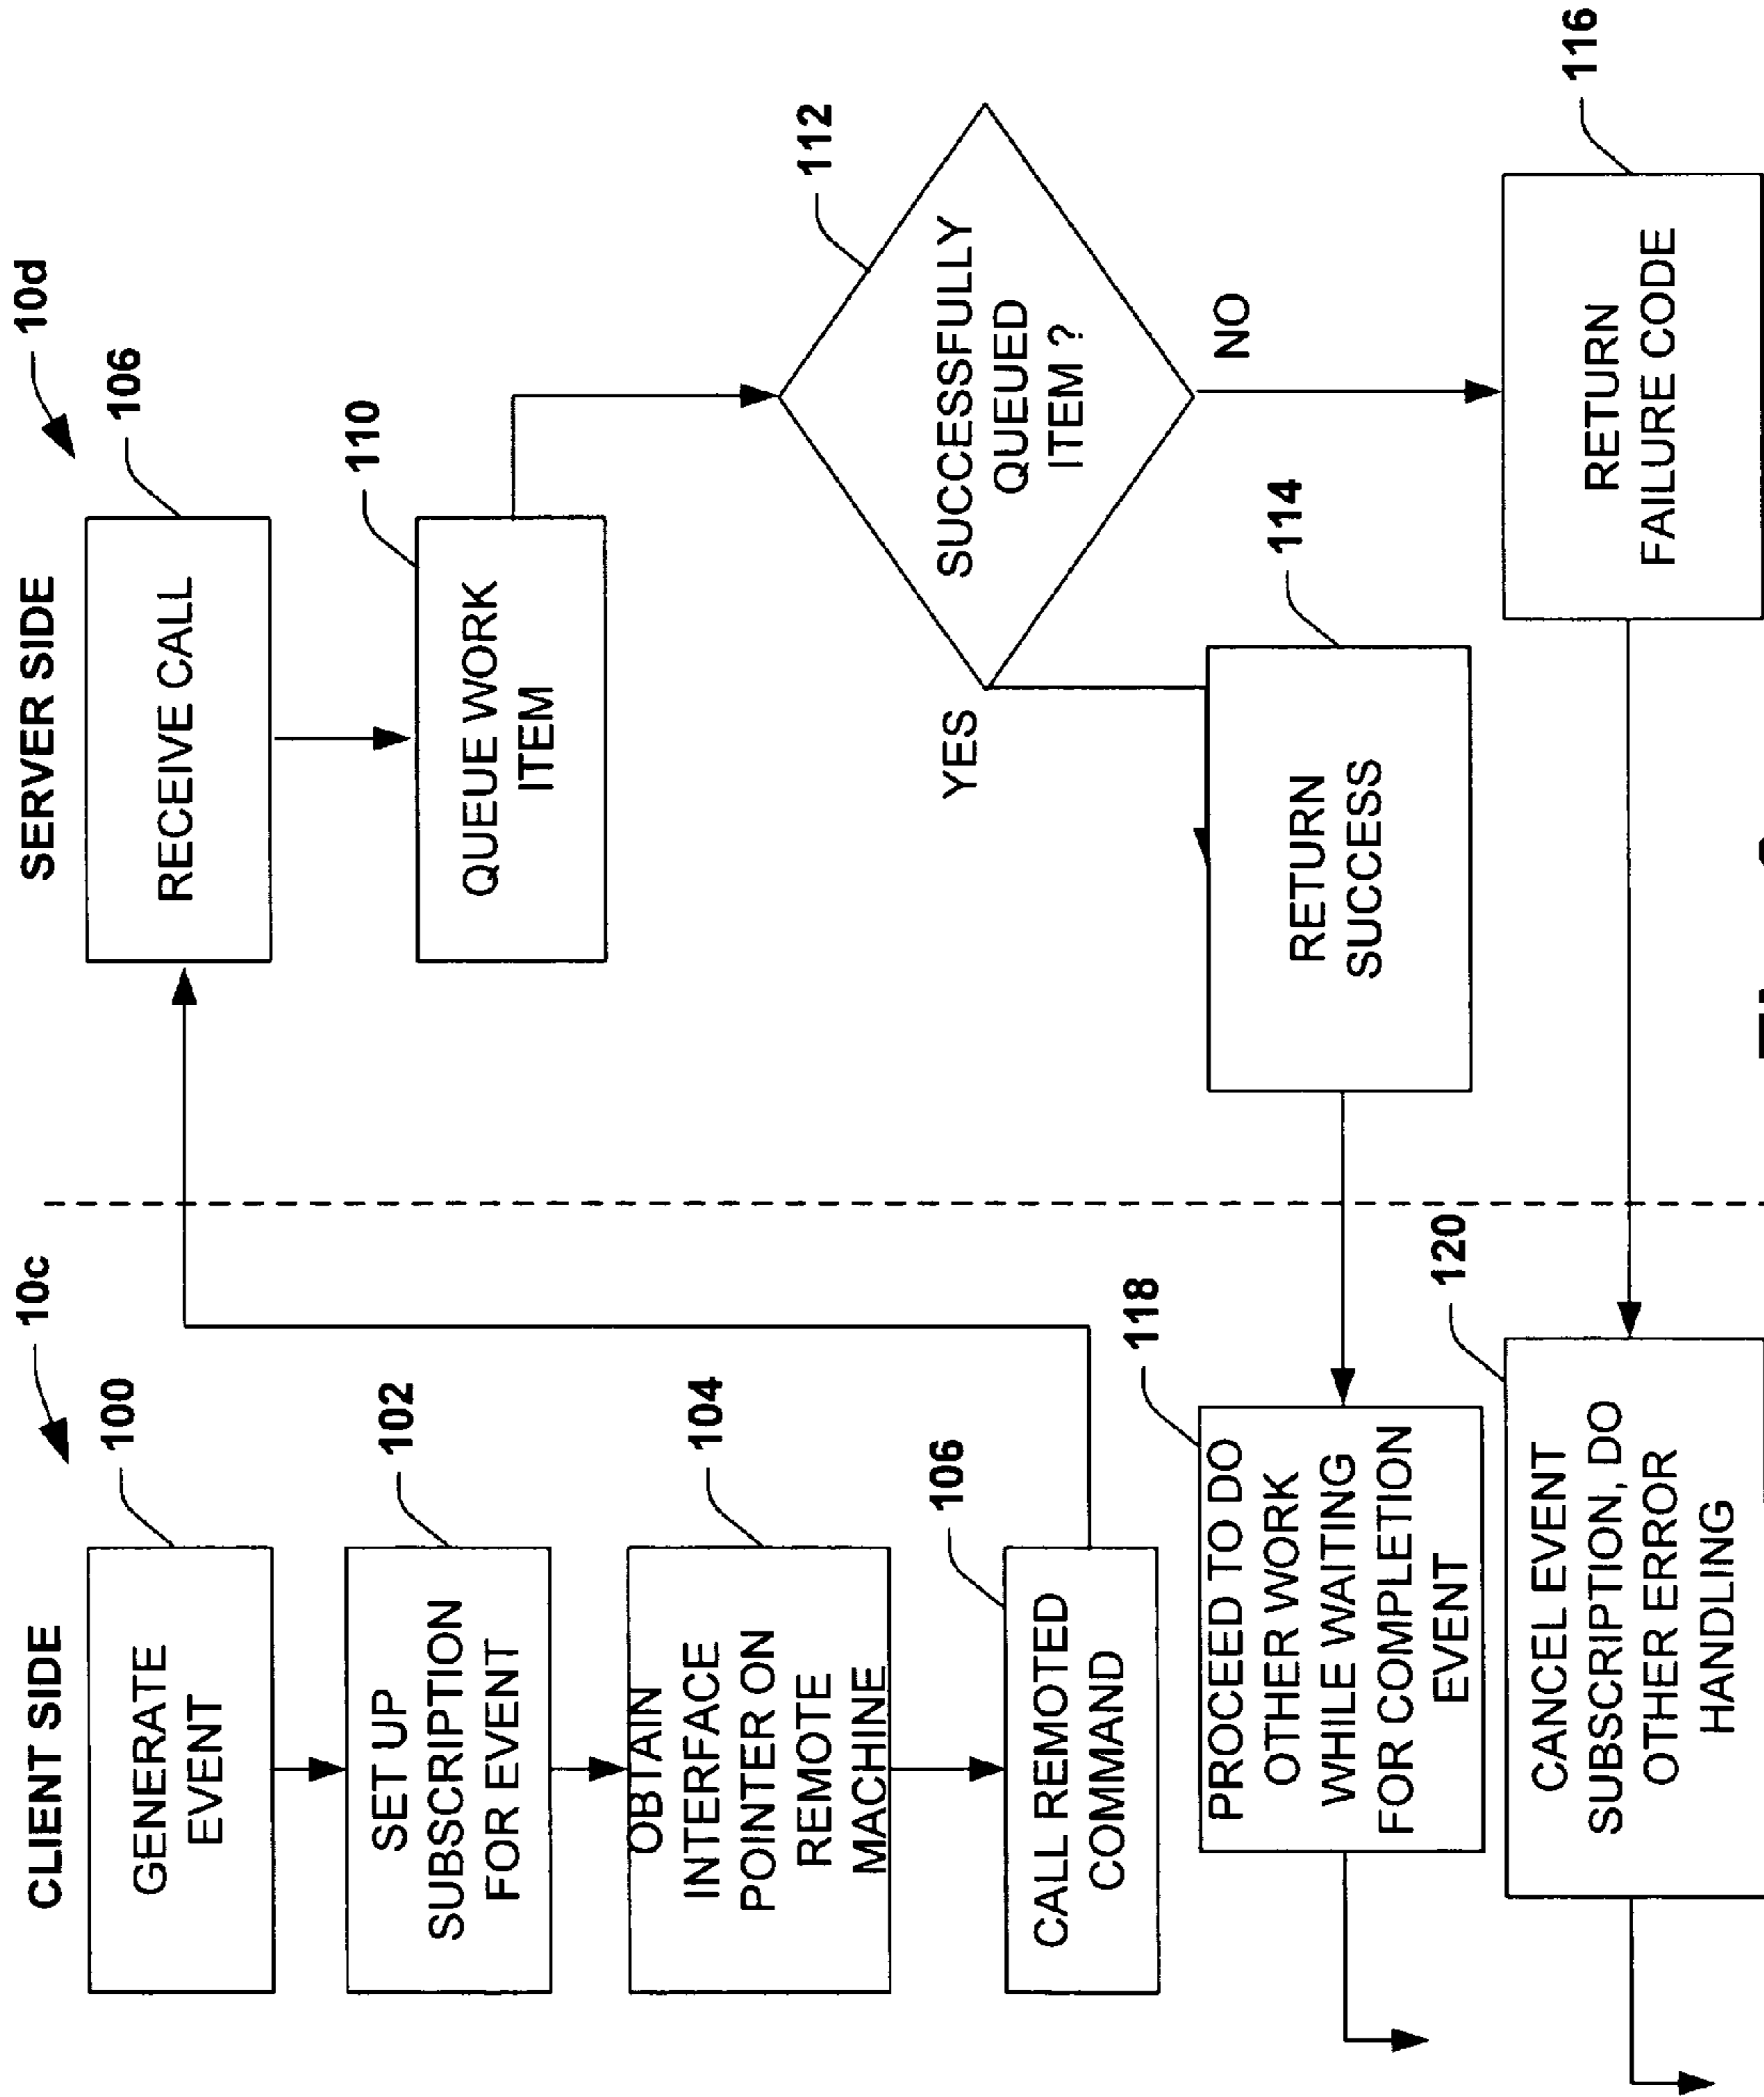 CLIENT SIDE
10c
GENERATE
EVENT
100
SET UP
SUBSCRIPTION
FOR EVENT
102
OBTAIN
INTERFACE
POINTER ON
REMOTE
MACHINE
104
CALL REMOTED
COMMAND
106
PROCEED TO DO
OTHER WORK
WHILE WAITING
FOR COMPLETION
EVENT
118
CANCEL EVENT
SUBSCRIPTION, DO
OTHER ERROR
HANDLING
120
SERVER SIDE
10d
RECEIVE CALL
106
QUEUE WORK
ITEM
110
SUCCESSFULLY
QUEUED
ITEM ?
112
YES
NO
RETURN
SUCCESS
114
RETURN
FAILURE CODE
116